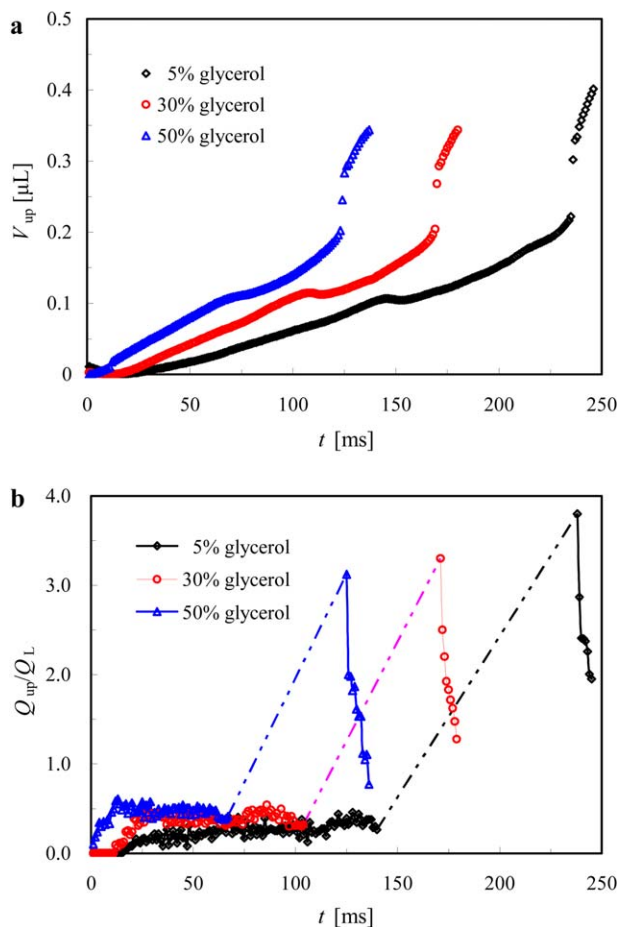 a
0.5
0.4
0.3
0.2
0.1
0
V_up [µL]
5% glycerol
30% glycerol
50% glycerol
0 50 100 150 200 250
t [ms]
b
4.0
3.0
2.0
1.0
0.0
Q_up/Q_L
5% glycerol
30% glycerol
50% glycerol
0 50 100 150 200 250
t [ms]